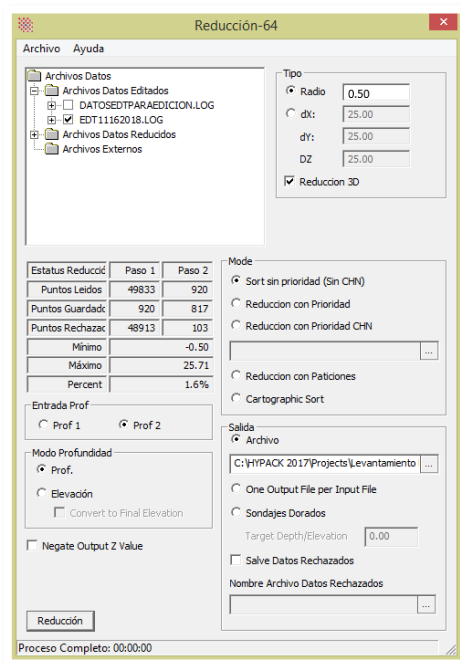 Reducción-64
Archivo Ayuda
Archivos Datos
Archivos Datos Editados
DATOSEDTPARAEDICION.LOG
EDT11162018.LOG
Archivos Datos Reducidos
Archivos Externos
Tipo
Radio 0.50
dX: 25.00
dY: 25.00
DZ 25.00
Reduccion 3D
Estatus Reduccić Paso 1 Paso 2
Puntos Leidos 49833 920
Puntos Guardadc 920 817
Puntos Rechazac 48913 103
Mínimo -0.50
Máximo 25.71
Percent 1.6%
Entrada Prof
Prof 1 Prof 2
Modo Profundidad
Prof.
Elevación
Convert to Final Elevation
Negate Output Z Value
Reducción
Mode
Sort sin prioridad (Sin CHN)
Reduccion con Prioridad
Reduccion con Prioridad CHN
...
Reduccion con Paticiones
Cartographic Sort
Salida
Archivo
C:\HYPACK 2017\Projects\Levantamiento ...
One Output File per Input File
Sondajes Dorados
Target Depth/Elevation 0.00
Salve Datos Rechazados
Nombre Archivo Datos Rechazados
...
Proceso Completo: 00:00:00